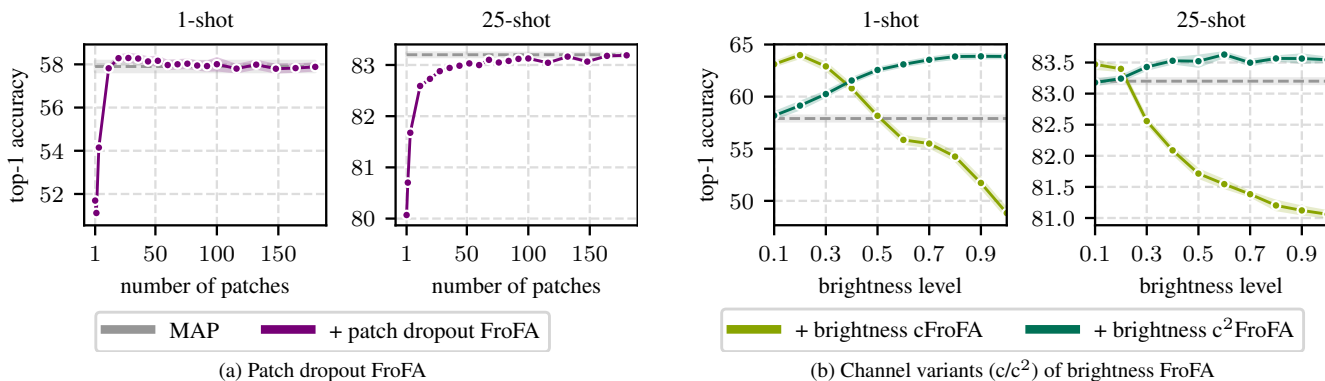 1-shot
25-shot
1-shot
25-shot
top-1 accuracy
58
56
54
52
1
50
100
150
number of patches
83
82
81
80
1
50
100
150
number of patches
top-1 accuracy
65
60
55
50
0.1
0.3
0.5
0.7
0.9
brightness level
83.5
83.0
82.5
82.0
81.5
81.0
0.1
0.3
0.5
0.7
0.9
brightness level
MAP
+ patch dropout FroFA
+ brightness cFroFA
+ brightness c²FroFA
(a) Patch dropout FroFA
(b) Channel variants (c/c²) of brightness FroFA